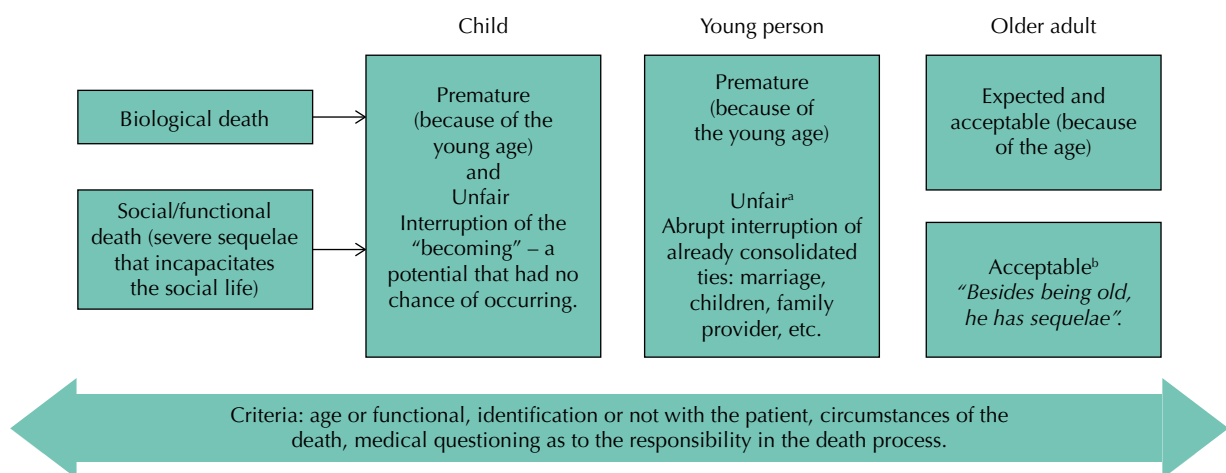 Child
Young person
Older adult
Biological death
Social/functional
death (severe sequelae
that incapacitates
the social life)
Premature
(because of the
young age)
and
Unfair
Interruption of the
“becoming” – a
potential that had no
chance of occurring.
Premature
(because of
the young age)
Unfairᵃ
Abrupt interruption of
already consolidated
ties: marriage,
children, family
provider, etc.
Expected and
acceptable (because
of the age)
Acceptableᵇ
“Besides being old,
he has sequelae”.
Criteria: age or functional, identification or not with the patient, circumstances of the
death, medical questioning as to the responsibility in the death process.